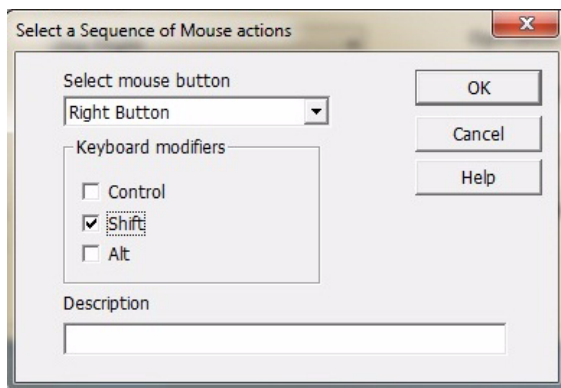 Select a Sequence of Mouse actions
Select mouse button
OK
Right Button
Cancel
Keyboard modifiers
Help
Control
Shift
Alt
Description